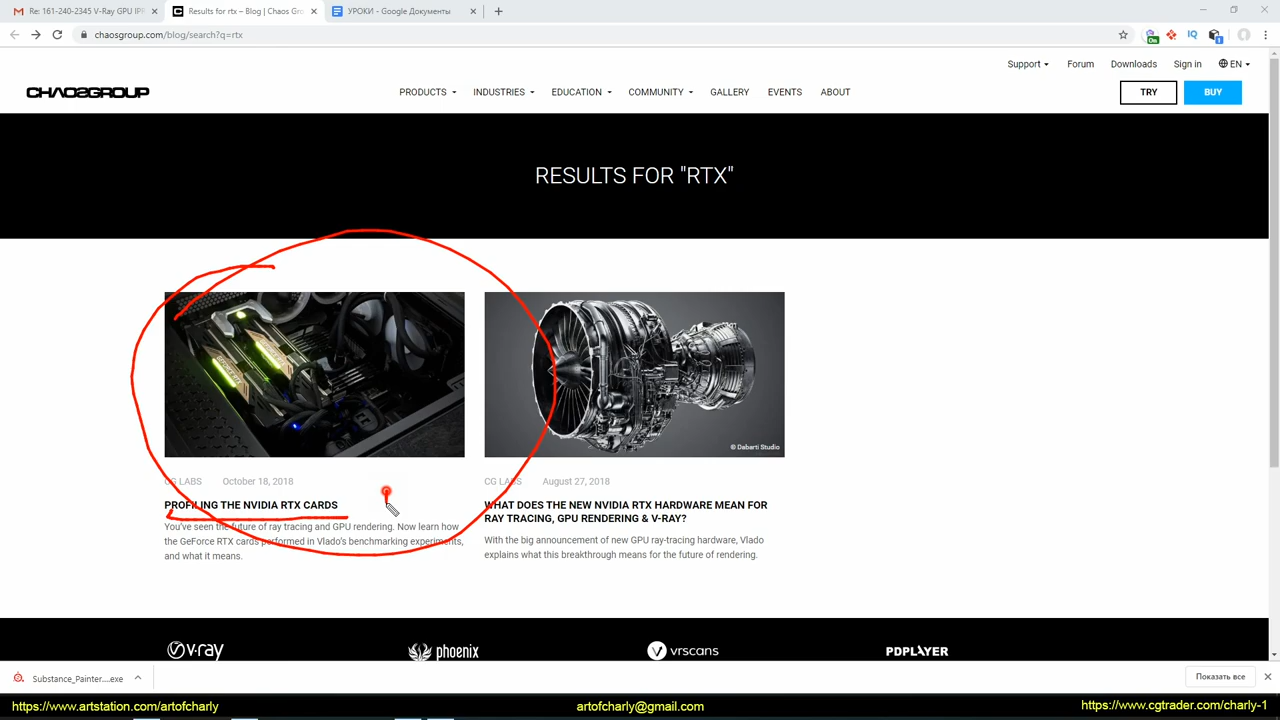 Re: 161-240-2345 V-Ray GPU IPR
Results for rtx – Blog | Chaos Gro
УРОКИ - Google Документы
chaosgroup.com/blog/search?q=rtx
On
IQ
1
Support
Forum
Downloads
Sign in
EN
CHAOSGROUP
PRODUCTS
INDUSTRIES
EDUCATION
COMMUNITY
GALLERY
EVENTS
ABOUT
TRY
BUY
RESULTS FOR "RTX"
© Dabarti Studio
CG LABS October 18, 2018
PROFILING THE NVIDIA RTX CARDS
You've seen the future of ray tracing and GPU rendering. Now learn how
the GeForce RTX cards performed in Vlado's benchmarking experiments,
and what it means.
CG LABS August 27, 2018
WHAT DOES THE NEW NVIDIA RTX HARDWARE MEAN FOR
RAY TRACING, GPU RENDERING & V-RAY?
With the big announcement of new GPU ray-tracing hardware, Vlado
explains what this breakthrough means for the future of rendering.
v·ray
phoenix
vrscans
PDPLAYER
Substance_Painter....exe
Показать все
https://www.artstation.com/artofcharly
artofcharly@gmail.com
https://www.cgtrader.com/charly-1